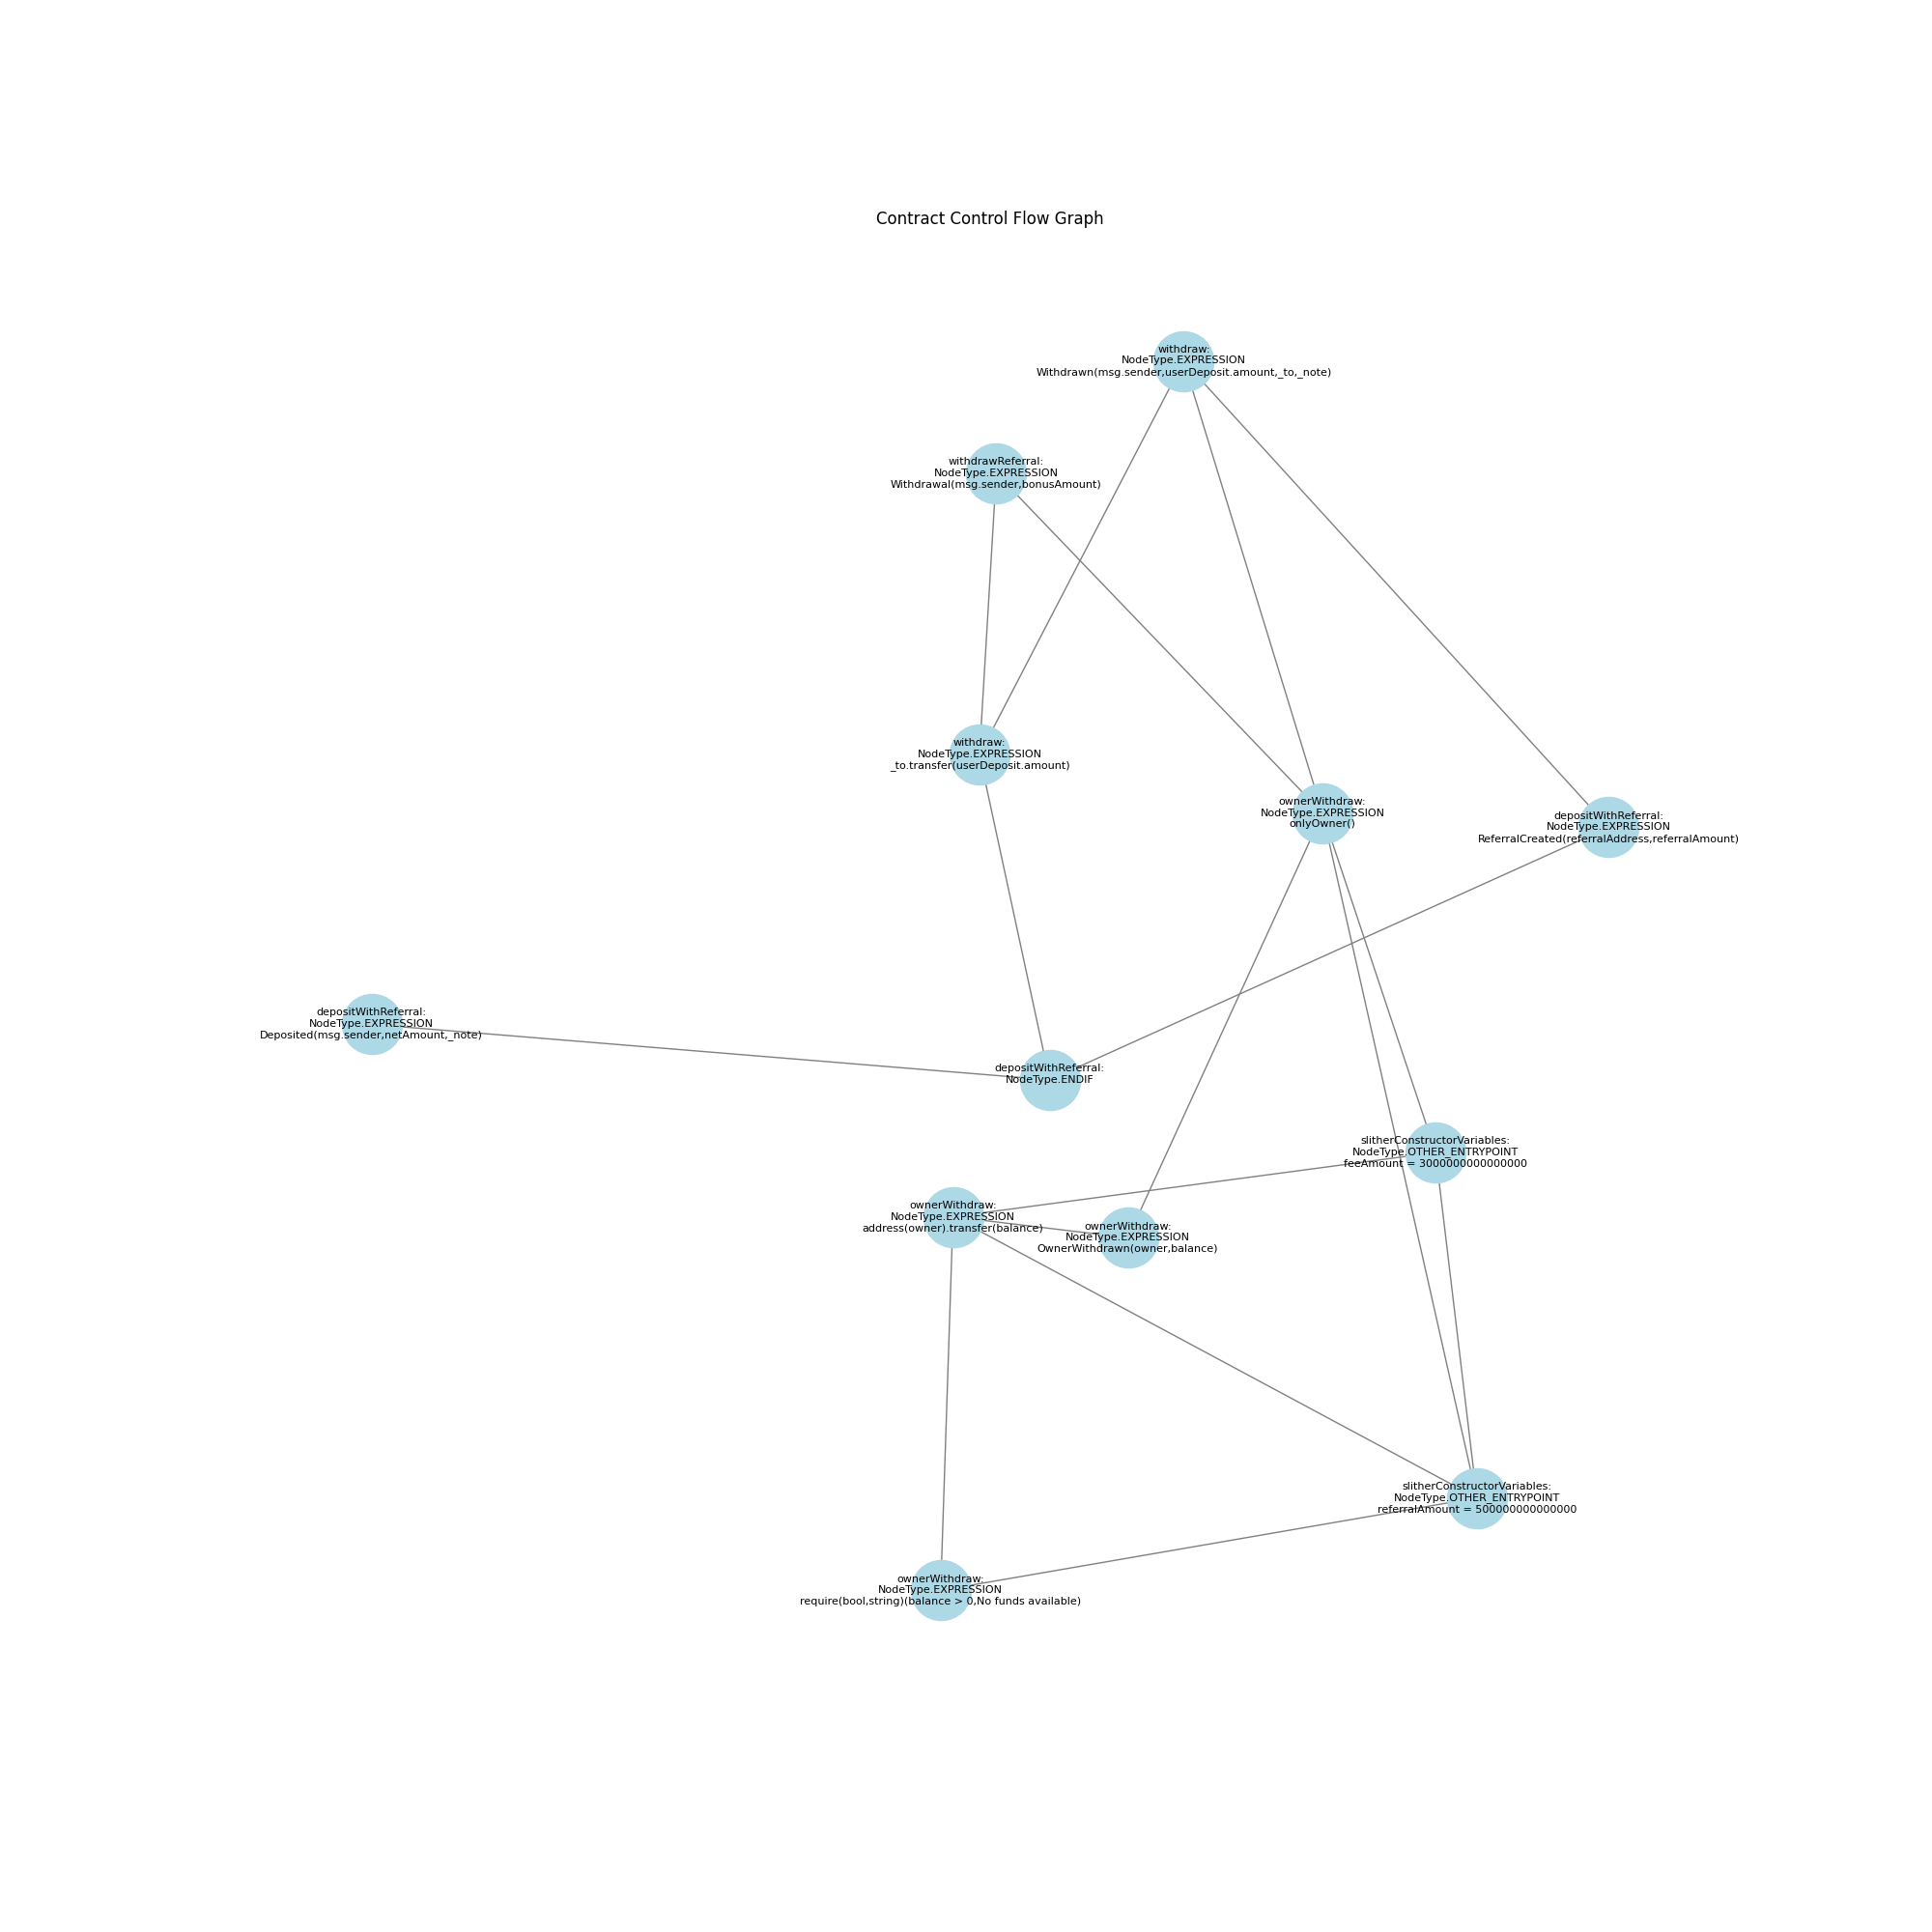 Contract Control Flow Graph
withdraw:
NodeType.EXPRESSION
Withdrawn(msg.sender,userDeposit.amount,_to,_note)
withdrawReferral:
NodeType.EXPRESSION
Withdrawal(msg.sender,bonusAmount)
withdraw:
NodeType.EXPRESSION
_to.transfer(userDeposit.amount)
ownerWithdraw:
NodeType.EXPRESSION
onlyOwner()
depositWithReferral:
NodeType.EXPRESSION
ReferralCreated(referralAddress,referralAmount)
depositWithReferral:
NodeType.EXPRESSION
Deposited(msg.sender,netAmount,_note)
depositWithReferral:
NodeType.ENDIF
slitherConstructorVariables:
NodeType.OTHER_ENTRYPOINT
feeAmount = 3000000000000000
ownerWithdraw:
NodeType.EXPRESSION
address(owner).transfer(balance)
ownerWithdraw:
NodeType.EXPRESSION
OwnerWithdrawn(owner,balance)
slitherConstructorVariables:
NodeType.OTHER_ENTRYPOINT
referralAmount = 500000000000000
ownerWithdraw:
NodeType.EXPRESSION
require(bool,string)(balance > 0,No funds available)